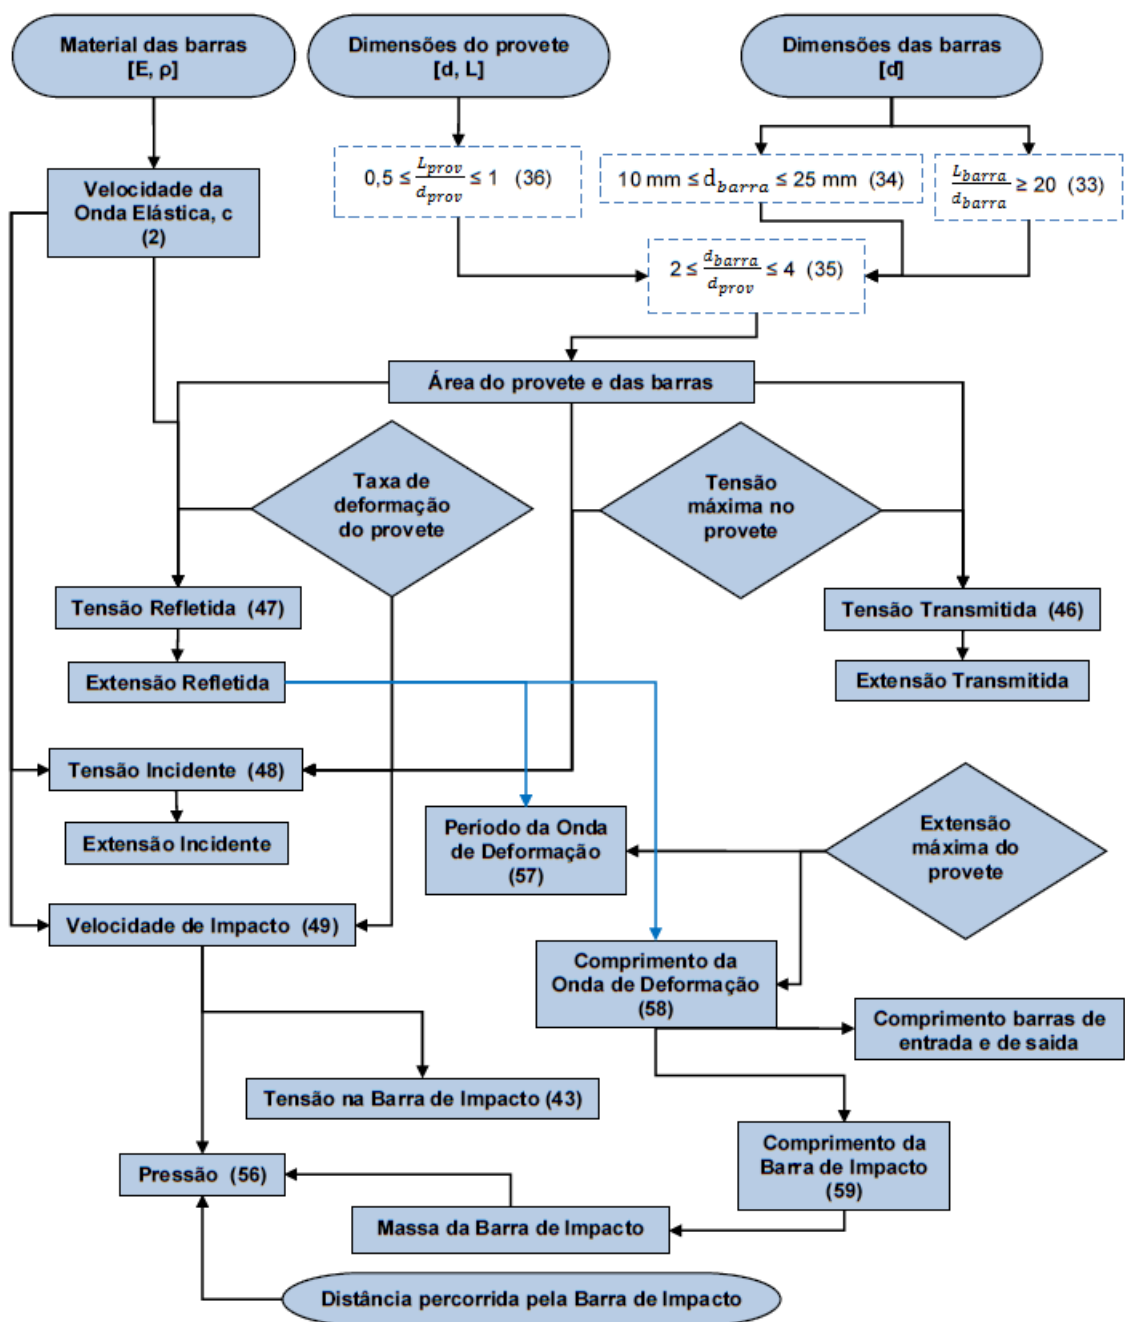 Material das barras
[E, ρ]
Dimensões do provete
[d, L]
Dimensões das barras
[d]
0,5 ≤ L_prov/d_prov ≤ 1 (36)
10 mm ≤ d_barra ≤ 25 mm (34)
L_barra/d_barra ≥ 20 (33)
Velocidade da
Onda Elástica, c
(2)
2 ≤ d_barra/d_prov ≤ 4 (35)
Área do provete e das barras
Taxa de
deformação
do provete
Tensão
máxima no
provete
Tensão Refletida (47)
Tensão Transmitida (46)
Extensão Refletida
Extensão Transmitida
Tensão Incidente (48)
Extensão Incidente
Período da Onda
de Deformação
(57)
Extensão
máxima do
provete
Velocidade de Impacto (49)
Comprimento da
Onda de Deformação
(58)
Comprimento barras de
entrada e de saida
Tensão na Barra de Impacto (43)
Comprimento da
Barra de Impacto
(59)
Pressão (56)
Massa da Barra de Impacto
Distância percorrida pela Barra de Impacto